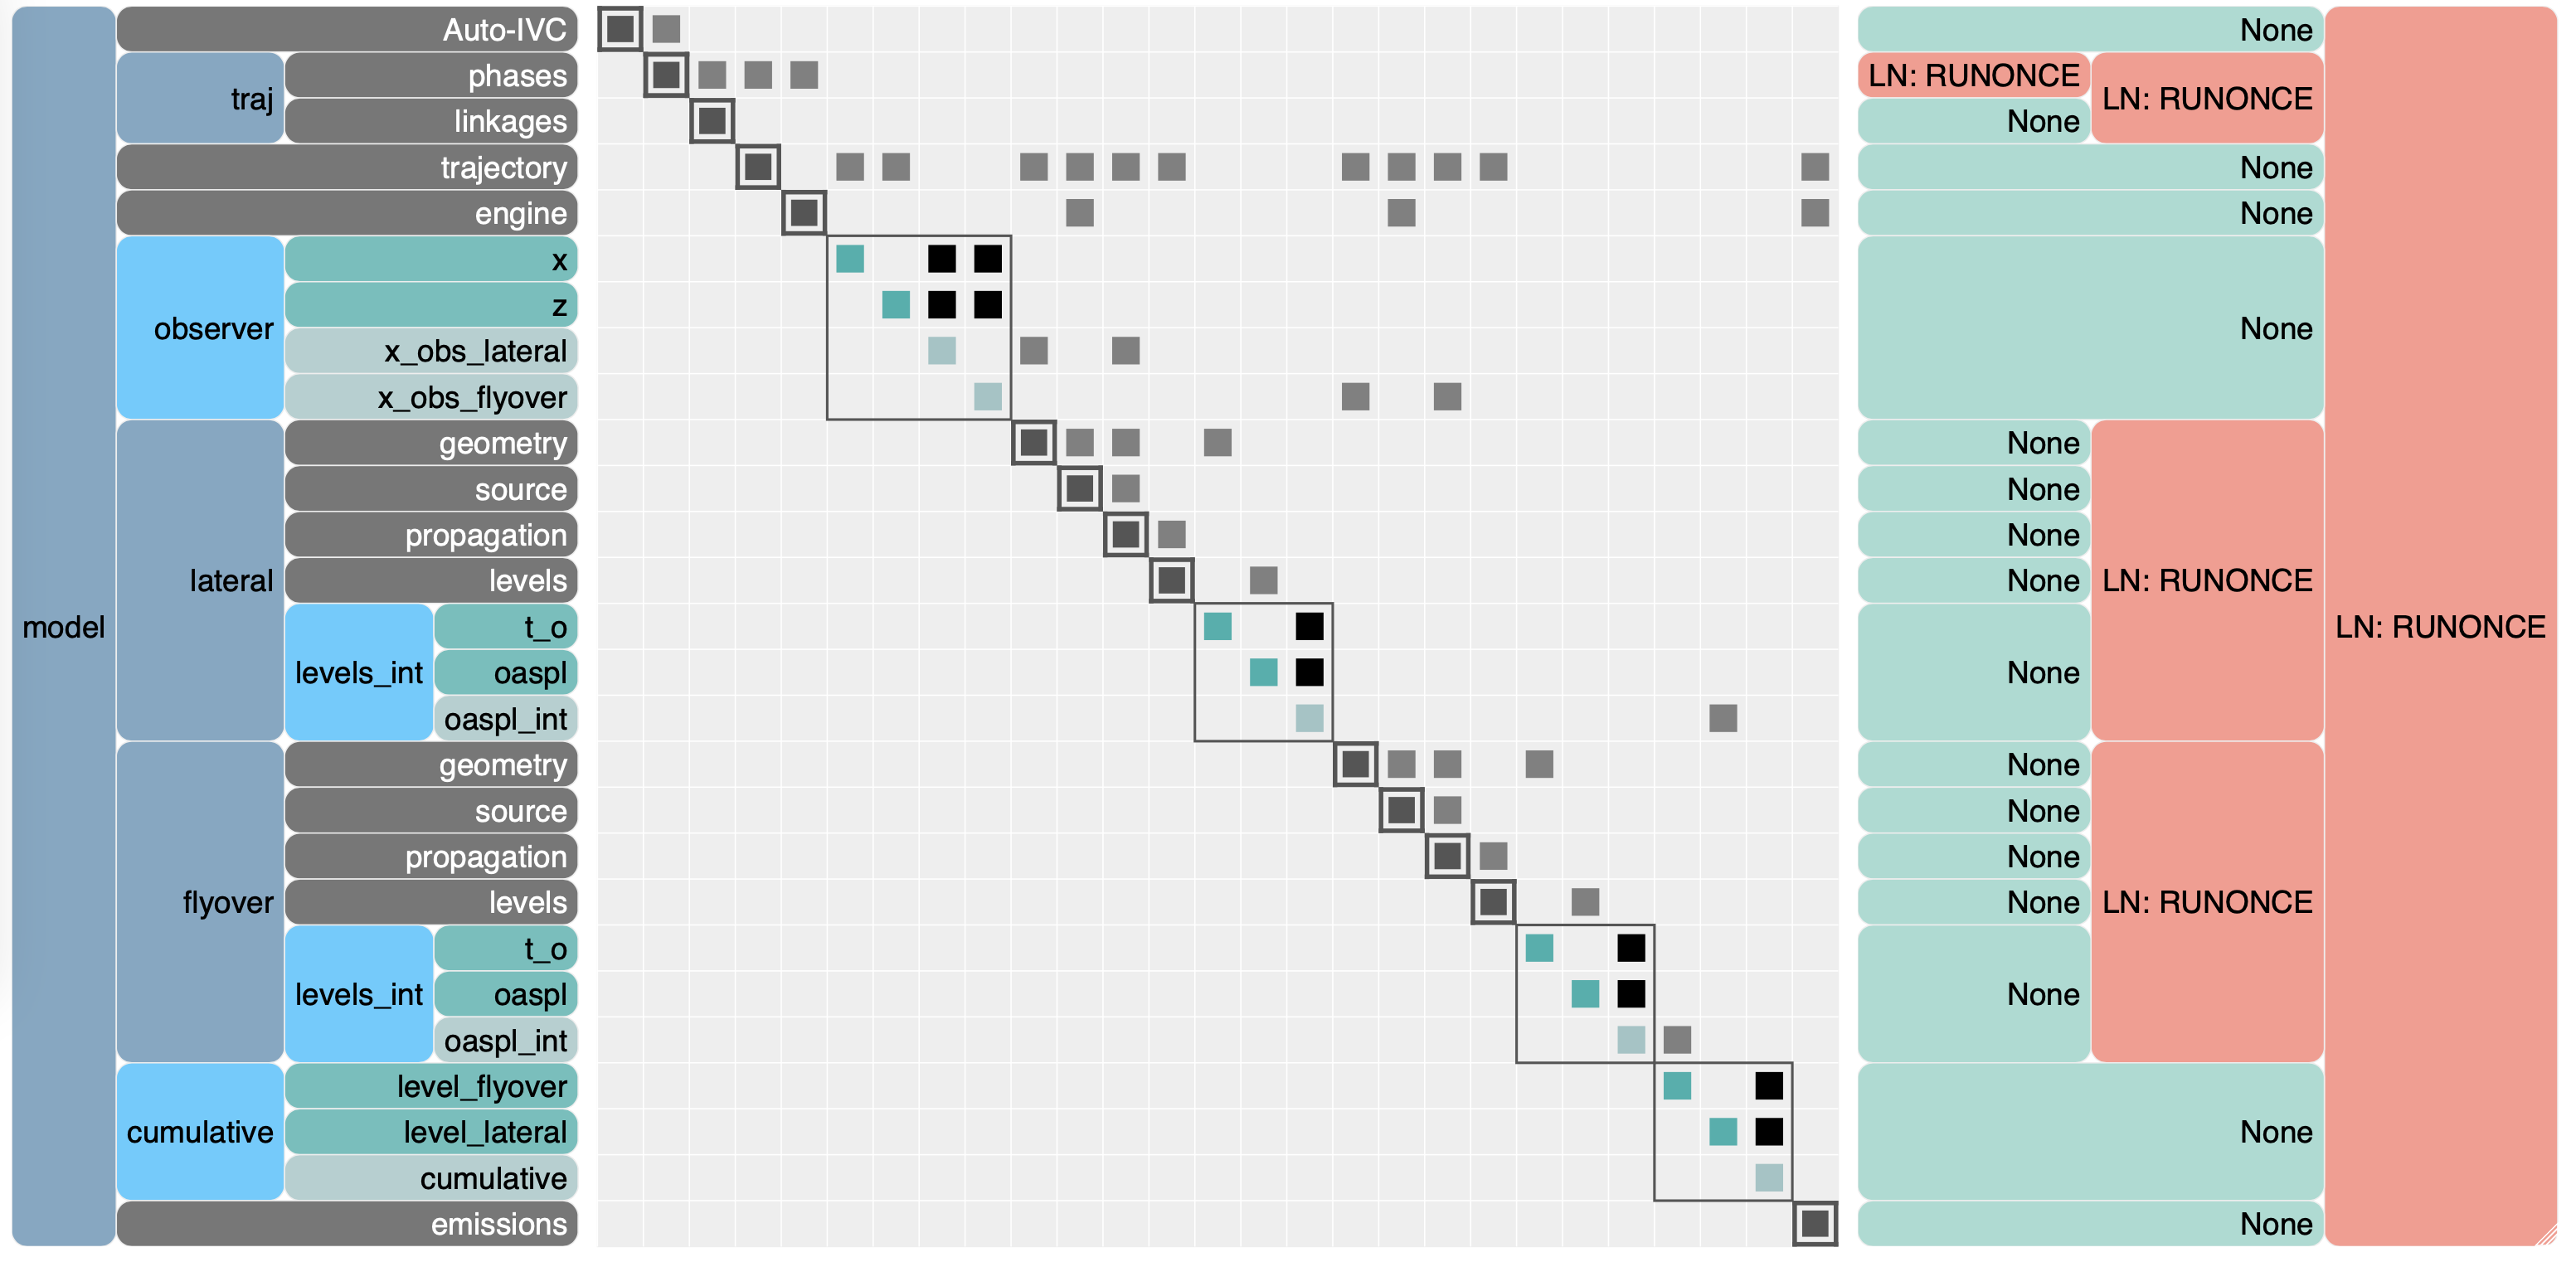 Auto-IVC
None
phases
LN: RUNONCE
traj
LN: RUNONCE
linkages
None
trajectory
None
engine
None
x
z
observer
None
x_obs_lateral
x_obs_flyover
geometry
None
source
None
propagation
None
lateral
levels
None
LN: RUNONCE
model
t_o
LN: RUNONCE
levels_int
oaspl
None
oaspl_int
geometry
None
source
None
propagation
None
flyover
levels
None
LN: RUNONCE
t_o
levels_int
oaspl
None
oaspl_int
level_flyover
cumulative
level_lateral
None
cumulative
emissions
None